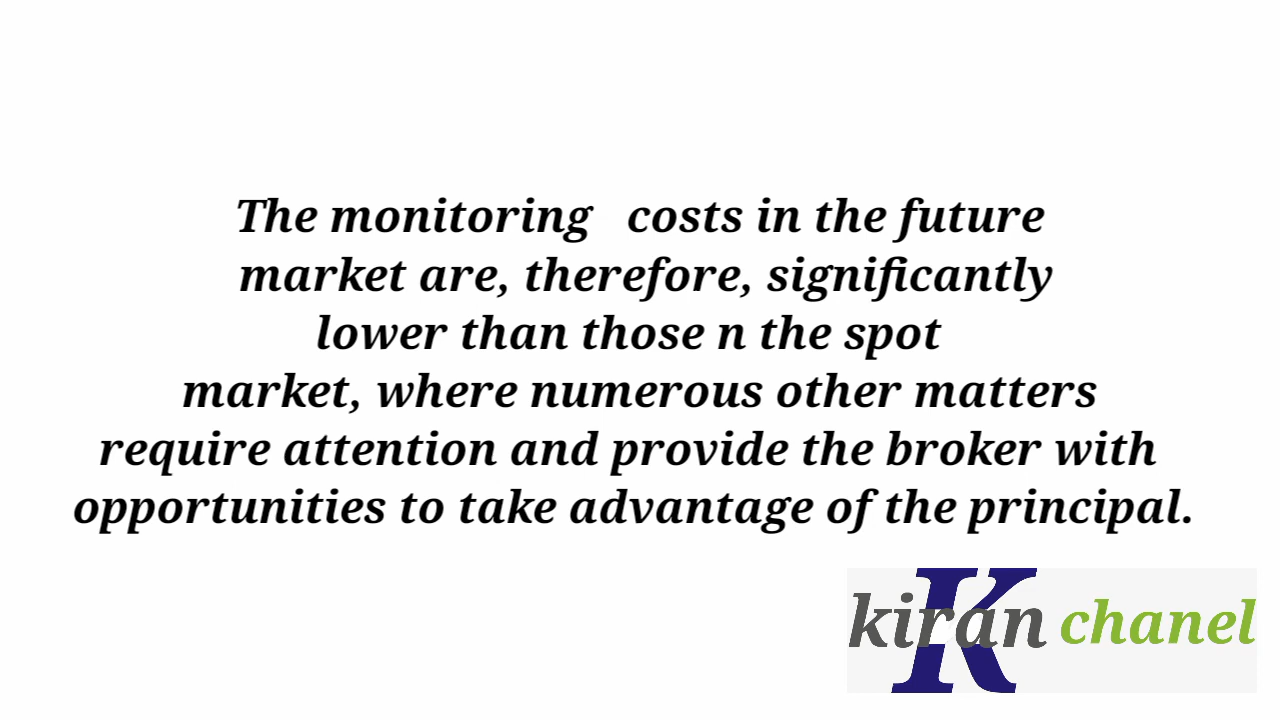 The monitoring costs in the future
market are, therefore, significantly
lower than those n the spot
market, where numerous other matters
require attention and provide the broker with
opportunities to take advantage of the principal.
K
kiran chanel